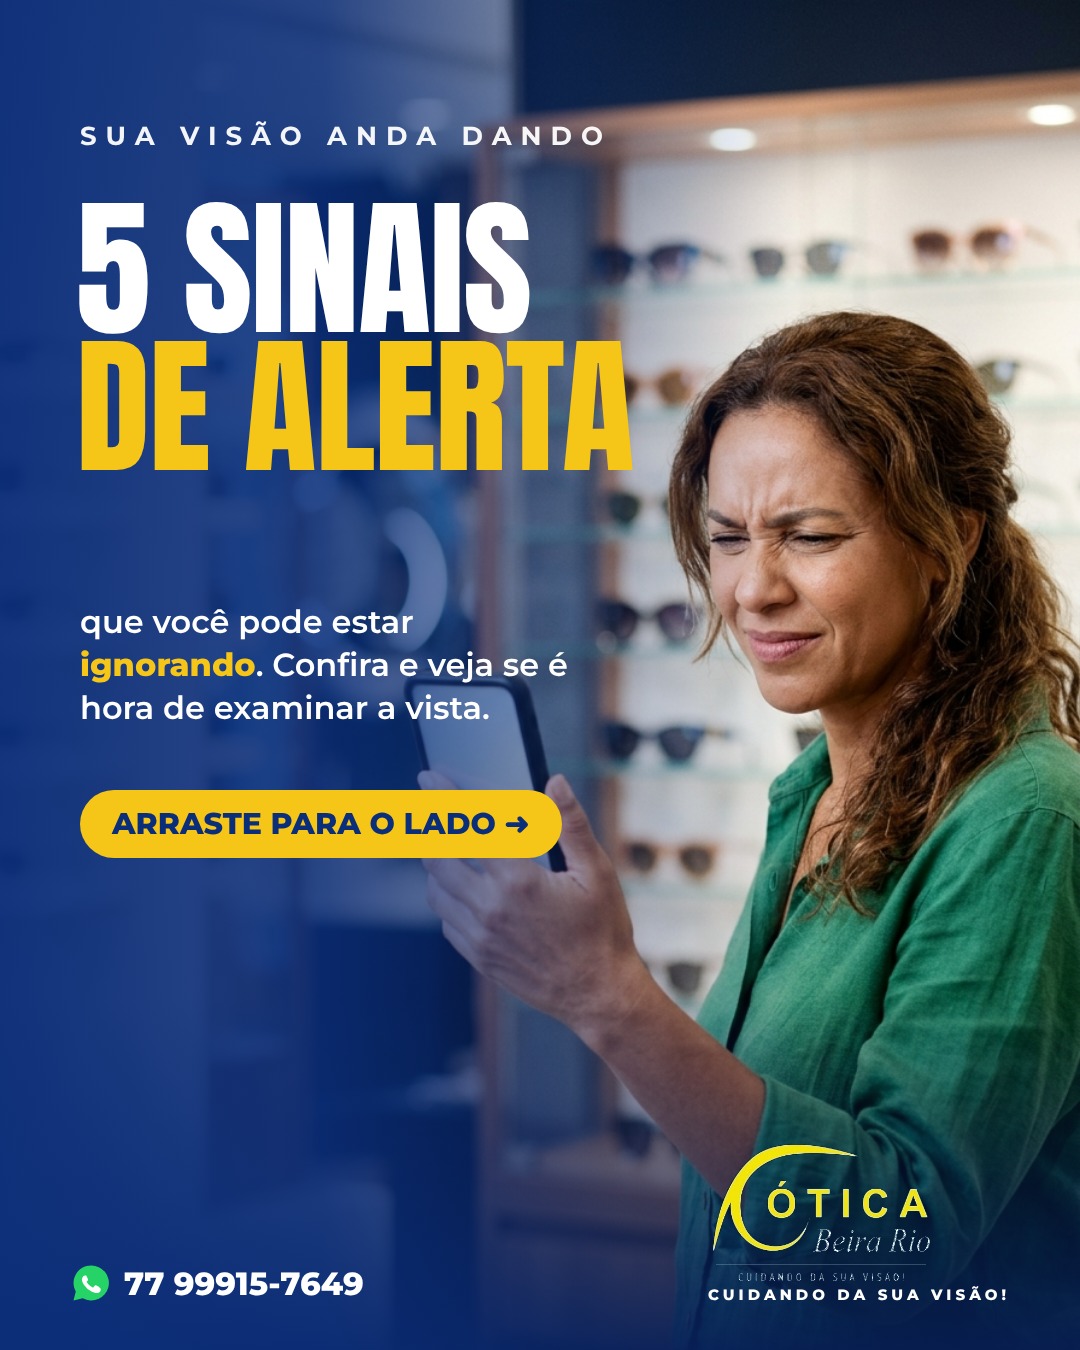 SUA VISÃO ANDA DANDO
5 SINAIS
DE ALERTA
que você pode estar
ignorando. Confira e veja se é
hora de examinar a vista.
ARRASTE PARA O LADO ➜
77 99915-7649
ÓTICA
Beira Rio
CUIDANDO DA SUA VISÃO!
CUIDANDO DA SUA VISÃO!